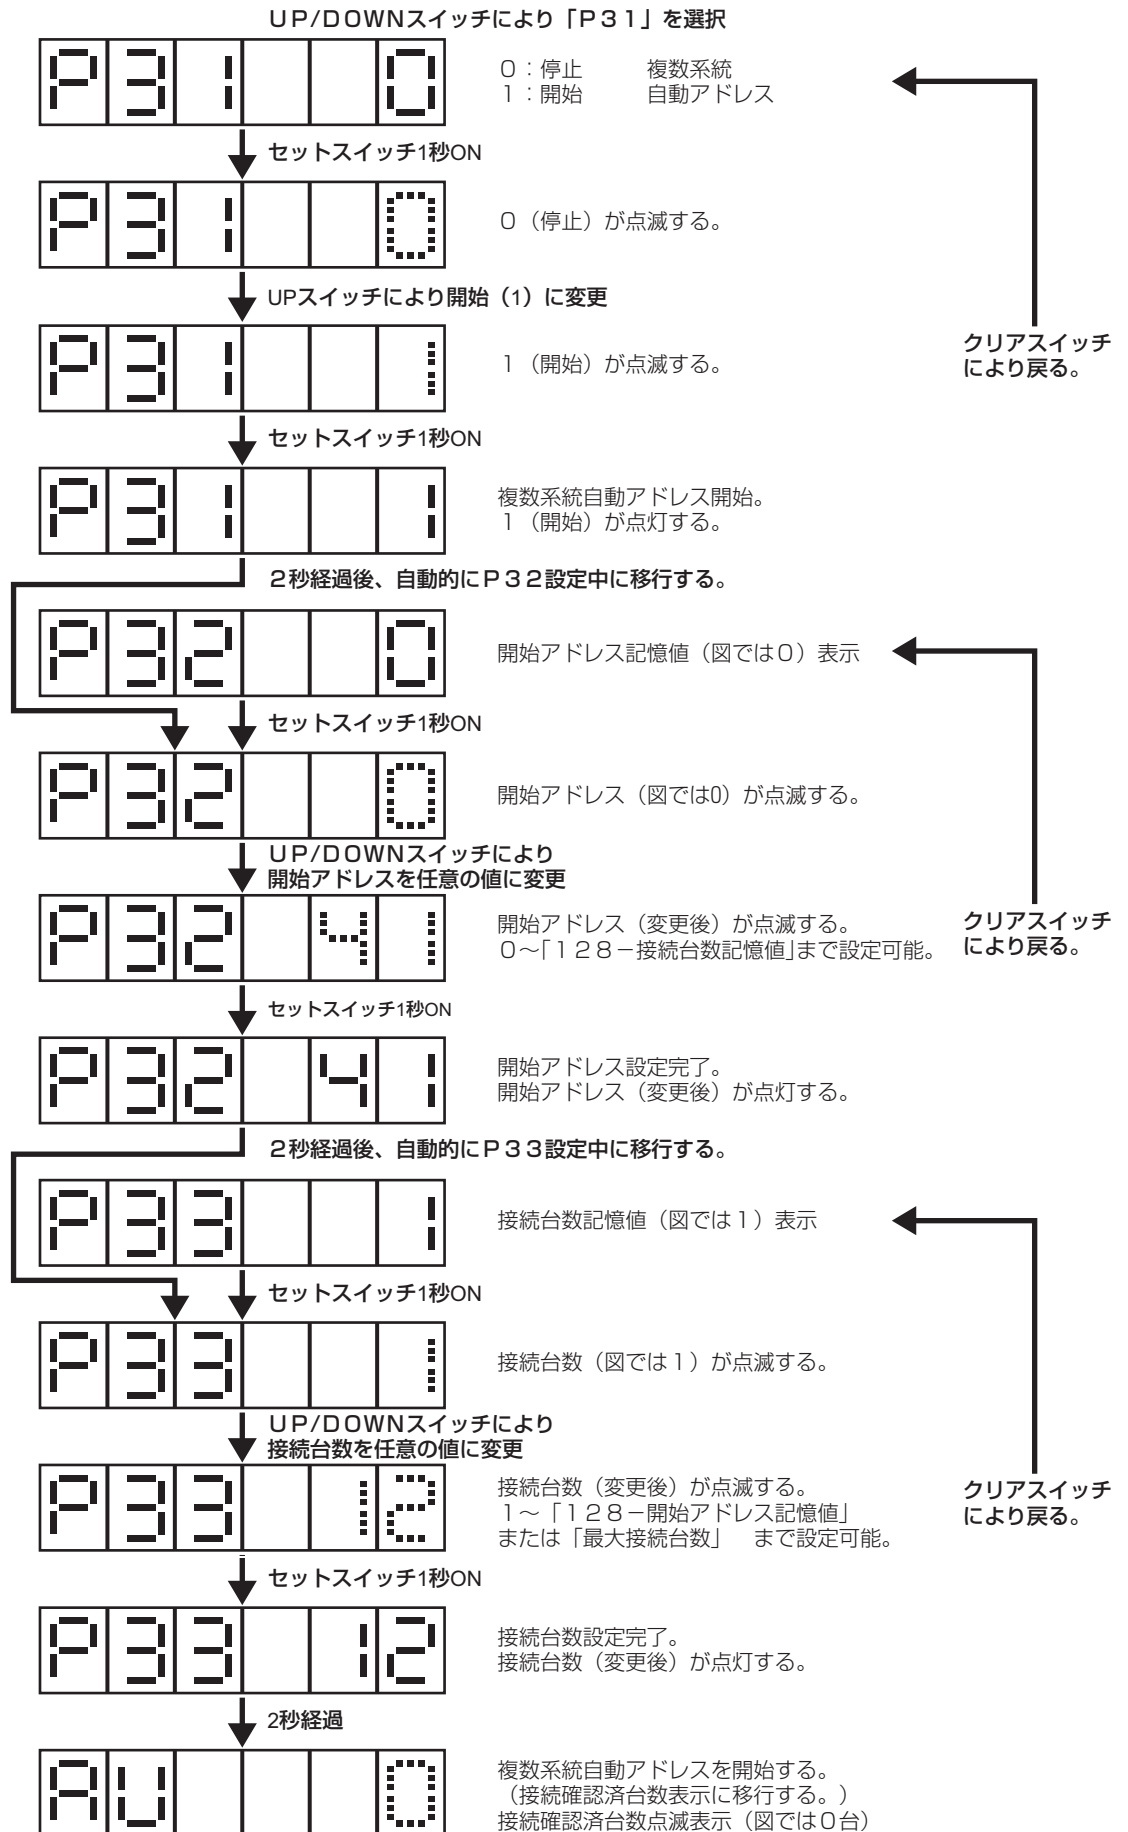 UP/DOWNスイッチにより「P31」を選択
P31 0
0:停止 複数系統
1:開始 自動アドレス
セットスイッチ1秒ON
P31 0
0(停止)が点滅する。
UPスイッチにより開始(1)に変更
P31 1
1(開始)が点滅する。
クリアスイッチ
により戻る。
セットスイッチ1秒ON
P31 1
複数系統自動アドレス開始。
1(開始)が点灯する。
2秒経過後、自動的にP32設定中に移行する。
P32 0
開始アドレス記憶値(図では0)表示
セットスイッチ1秒ON
P32 0
開始アドレス(図では0)が点滅する。
UP/DOWNスイッチにより
開始アドレスを任意の値に変更
P32 41
開始アドレス(変更後)が点滅する。
0~「128-接続台数記憶値」まで設定可能。
クリアスイッチ
により戻る。
セットスイッチ1秒ON
P32 41
開始アドレス設定完了。
開始アドレス(変更後)が点灯する。
2秒経過後、自動的にP33設定中に移行する。
P33 1
接続台数記憶値(図では1)表示
セットスイッチ1秒ON
P33 1
接続台数(図では1)が点滅する。
UP/DOWNスイッチにより
接続台数を任意の値に変更
P33 12
接続台数(変更後)が点滅する。
1~「128-開始アドレス記憶値」
または「最大接続台数」 まで設定可能。
クリアスイッチ
により戻る。
セットスイッチ1秒ON
P33 12
接続台数設定完了。
接続台数(変更後)が点灯する。
2秒経過
AU 0
複数系統自動アドレスを開始する。
(接続確認済台数表示に移行する。)
接続確認済台数点滅表示(図では0台)